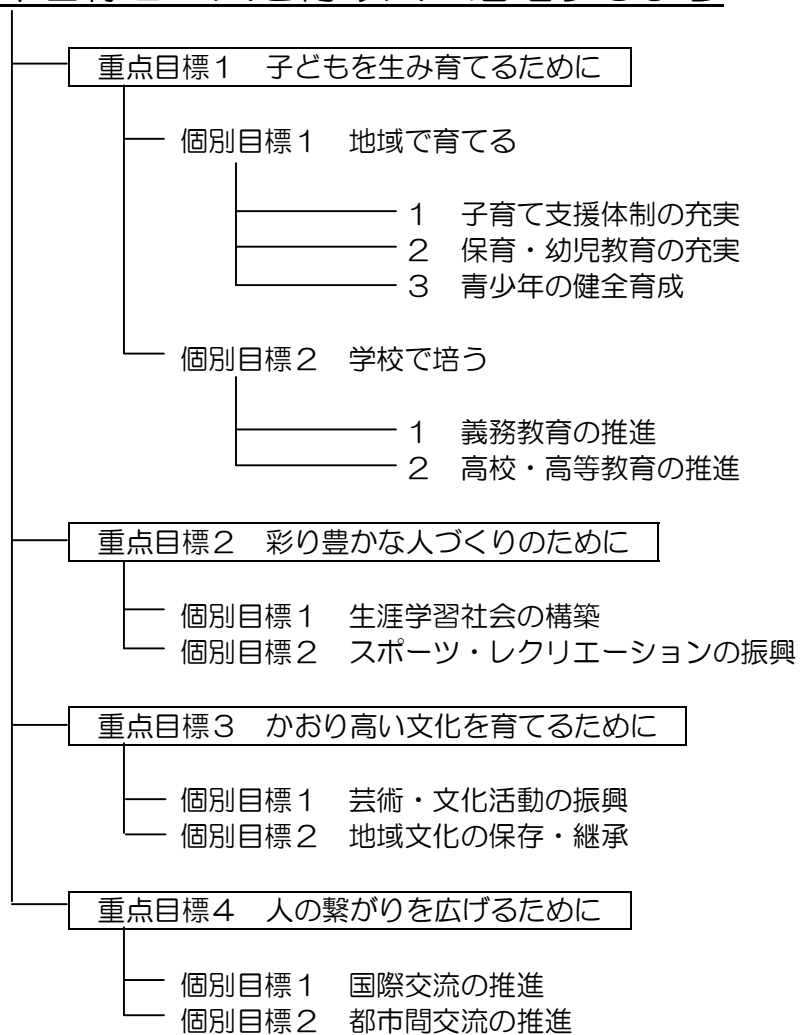 重点目標１　子どもを生み育てるために
個別目標１　地域で育てる
１　子育て支援体制の充実
２　保育・幼児教育の充実
３　青少年の健全育成
個別目標２　学校で培う
１　義務教育の推進
２　高校・高等教育の推進
重点目標２　彩り豊かな人づくりのために
個別目標１　生涯学習社会の構築
個別目標２　スポーツ・レクリエーションの振興
重点目標３　かおり高い文化を育てるために
個別目標１　芸術・文化活動の振興
個別目標２　地域文化の保存・継承
重点目標４　人の繋がりを広げるために
個別目標１　国際交流の推進
個別目標２　都市間交流の推進